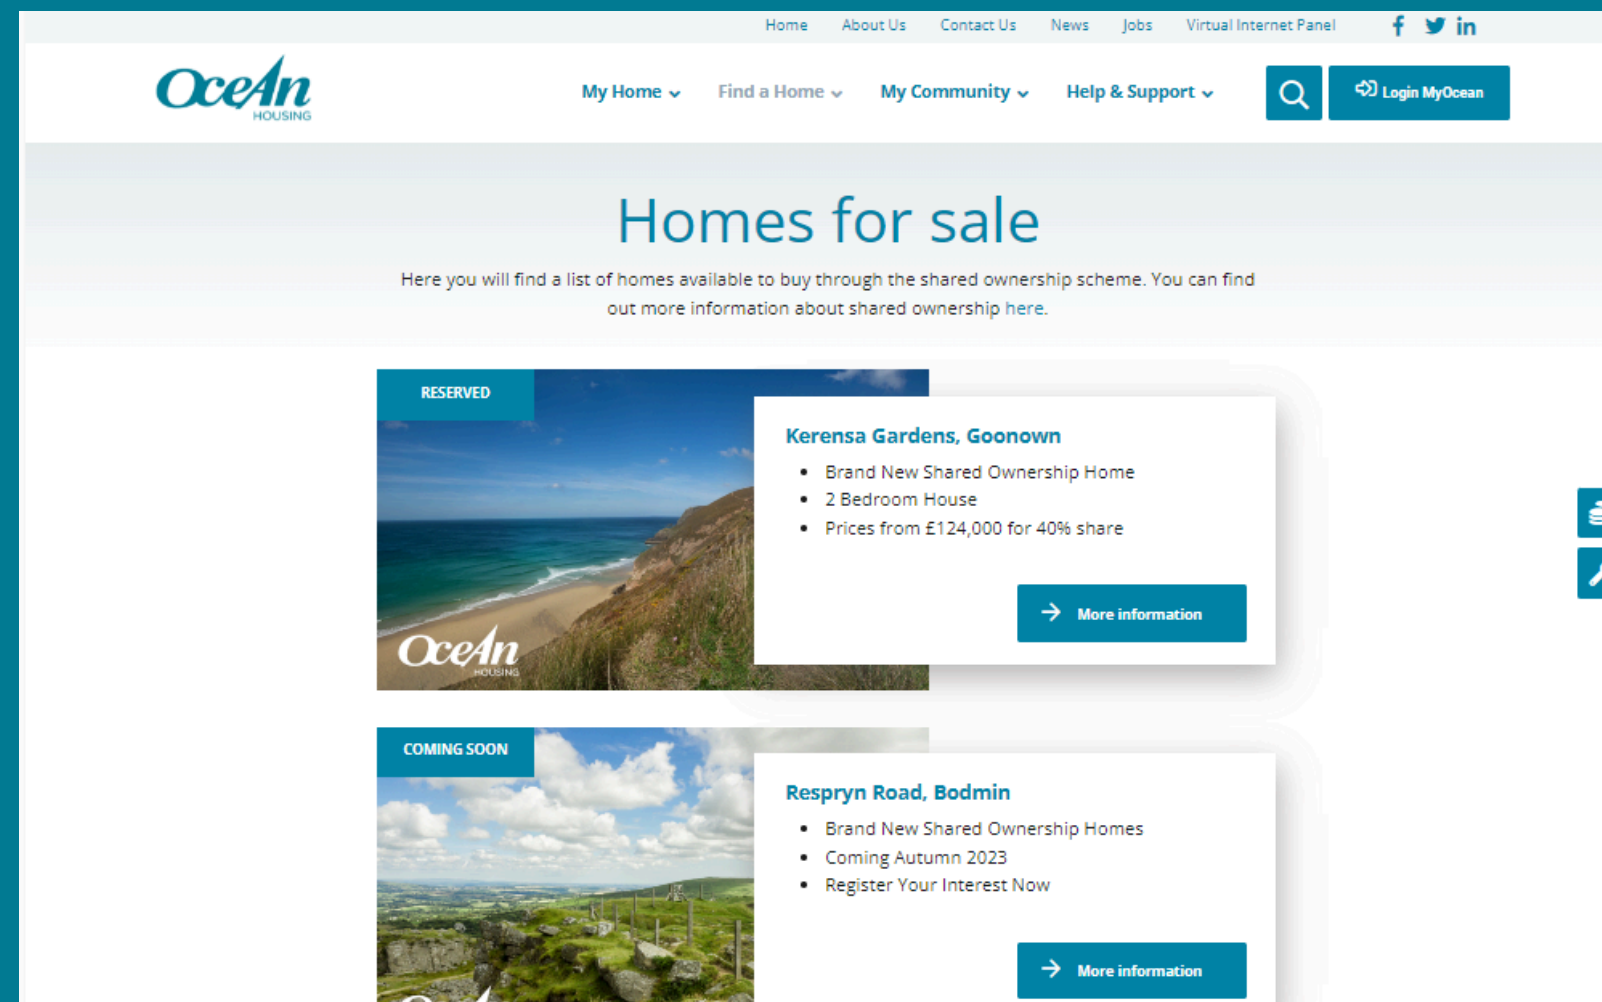 Home About Us Contact Us News Jobs Virtual Internet Panel
OceAn
HOUSING
My Home Find a Home My Community Help & Support Login MyOcean
Homes for sale
Here you will find a list of homes available to buy through the shared ownership scheme. You can find
out more information about shared ownership here.
RESERVED
Kerensa Gardens, Goonown
Brand New Shared Ownership Home
2 Bedroom House
Prices from £124,000 for 40% share
More information
OceAn
HOUSING
COMING SOON
Respryn Road, Bodmin
Brand New Shared Ownership Homes
Coming Autumn 2023
Register Your Interest Now
More information